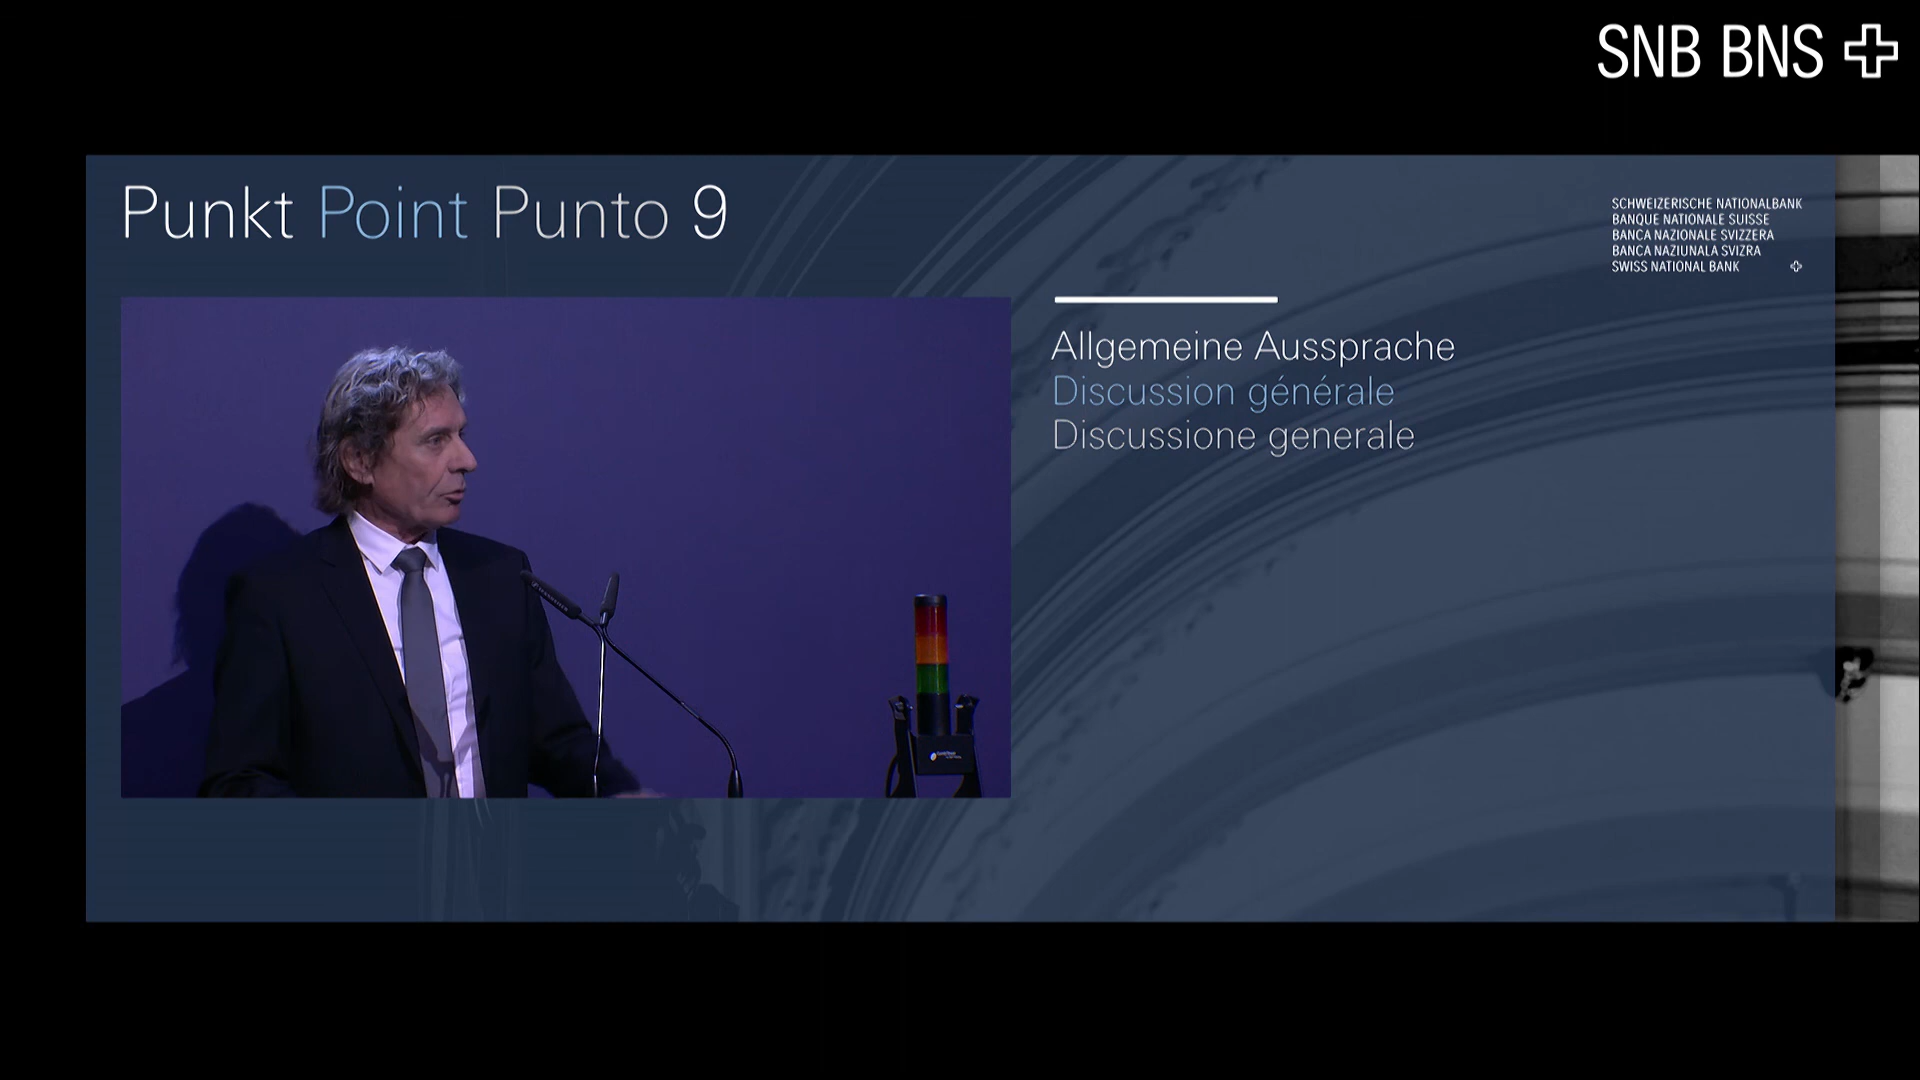 SNB BNS
Punkt Point Punto 9
SCHWEIZERISCHE NATIONALBANK
BANQUE NATIONALE SUISSE
BANCA NAZIONALE SVIZZERA
BANCA NAZIUNALA SVIZRA
SWISS NATIONAL BANK
Allgemeine Aussprache
Discussion générale
Discussione generale